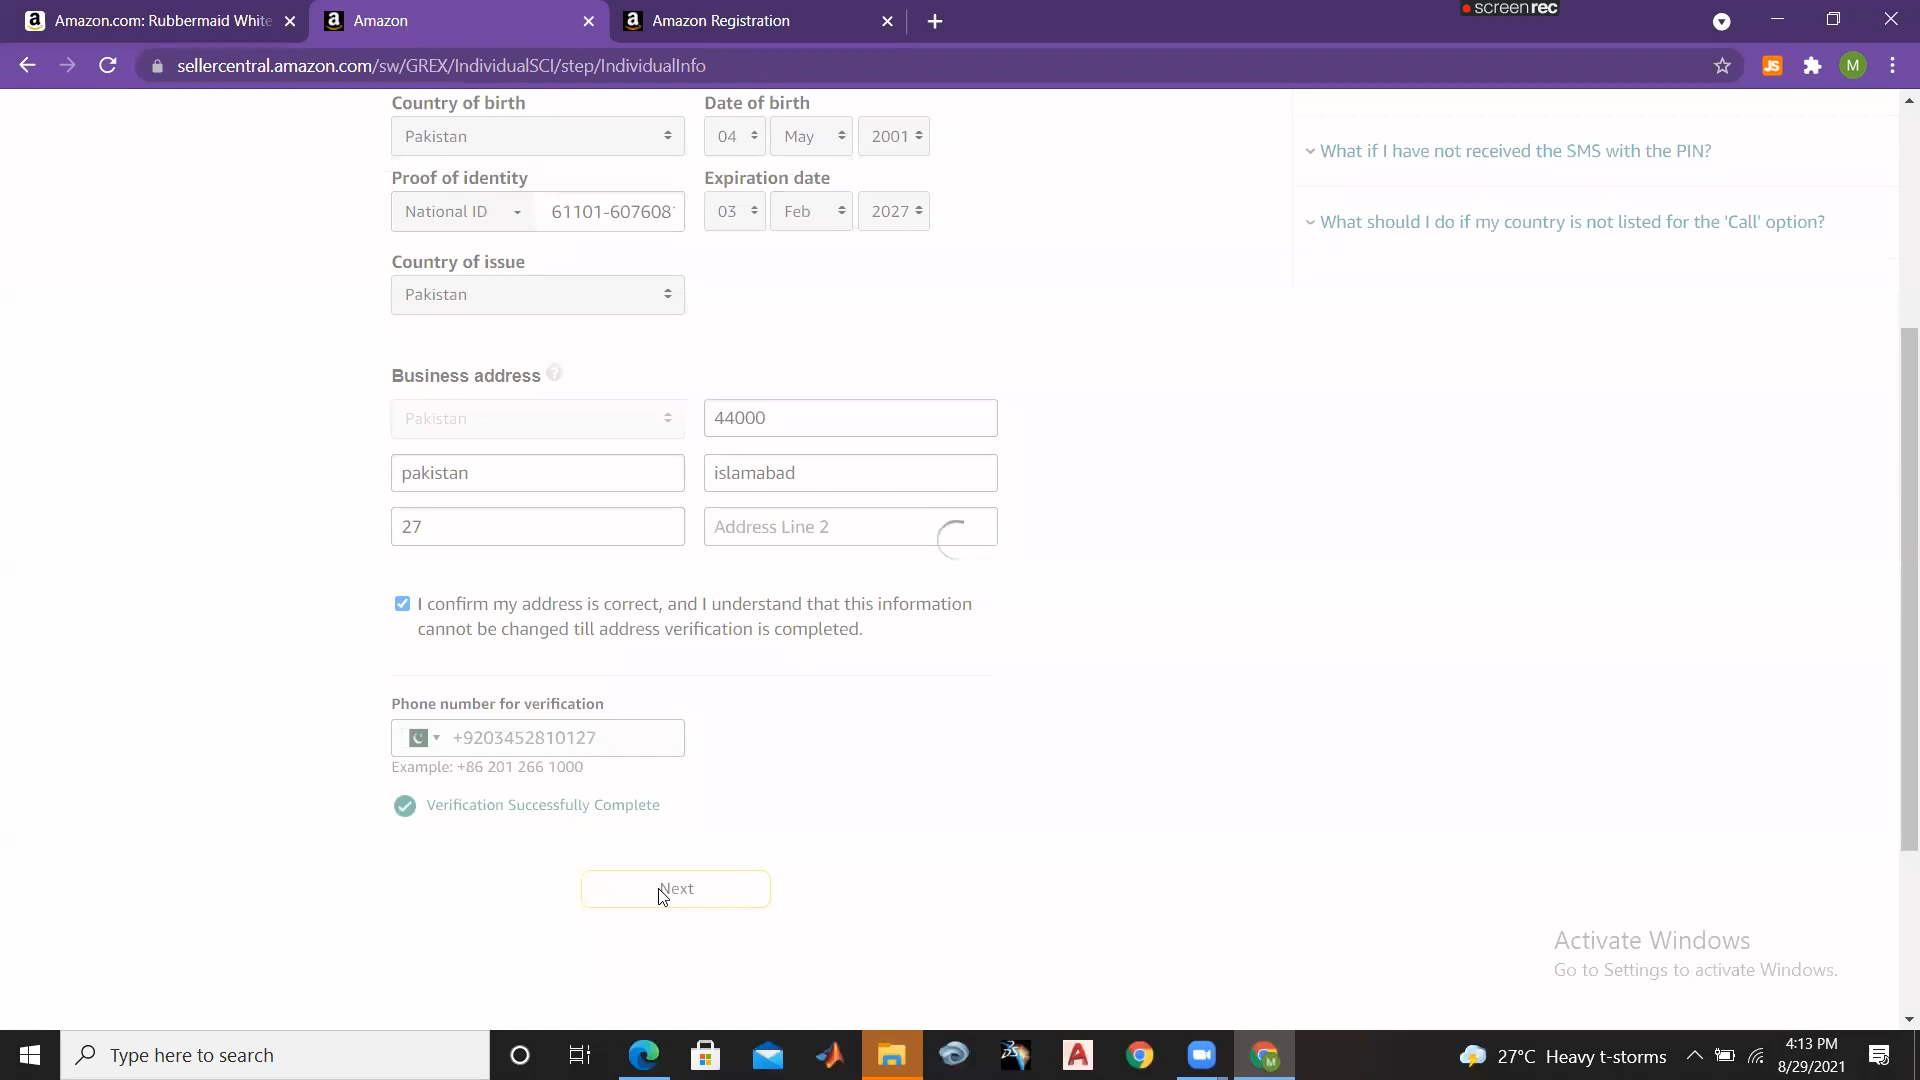 Amazon.com: Rubbermaid White
Amazon
Amazon Registration
screenrec
sellercentral.amazon.com/sw/GREX/IndividualSCI/step/IndividualInfo
JS
M
Country of birth
Date of birth
Pakistan
04
May
2001
Proof of identity
Expiration date
National ID
61101-607608
03
Feb
2027
Country of issue
Pakistan
What if I have not received the SMS with the PIN?
What should I do if my country is not listed for the 'Call' option?
Business address
Pakistan
44000
pakistan
islamabad
27
Address Line 2
I confirm my address is correct, and I understand that this information
cannot be changed till address verification is completed.
Phone number for verification
+9203452810127
Example: +86 201 266 1000
Verification Successfully Complete
Next
Activate Windows
Go to Settings to activate Windows.
Type here to search
27°C Heavy t-storms
4:13 PM
8/29/2021